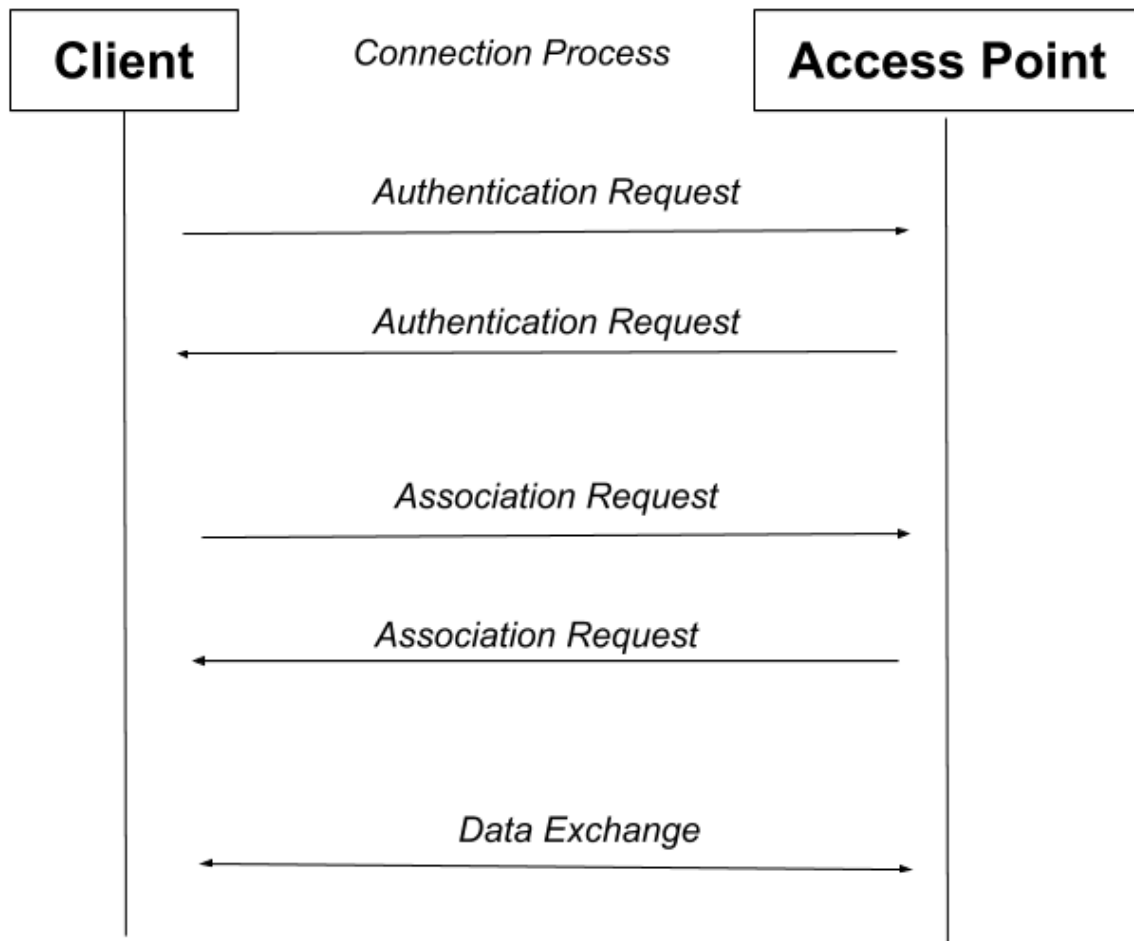 Client
Connection Process
Access Point
Authentication Request
Authentication Request
Association Request
Association Request
Data Exchange